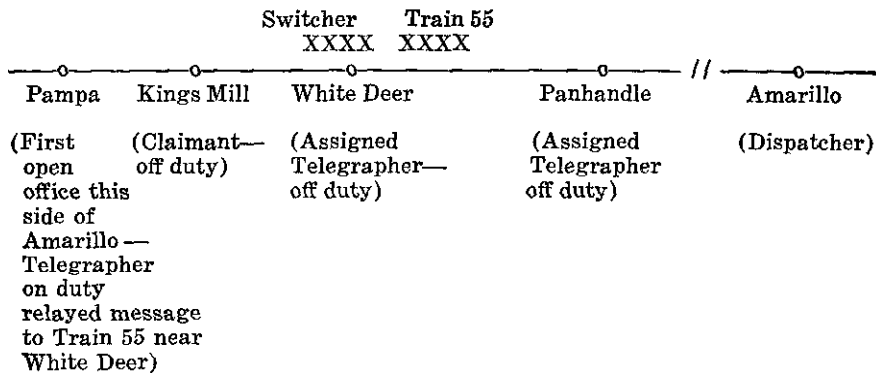 Switcher Train 55
XXXX XXXX
Pampa Kings Mill White Deer Panhandle Amarillo
(First (Claimant— (Assigned (Assigned (Dispatcher)
open off duty) Telegrapher— Telegrapher
office this off duty) off duty)
side of
Amarillo —
Telegrapher
on duty
relayed message
to Train 55 near
White Deer)